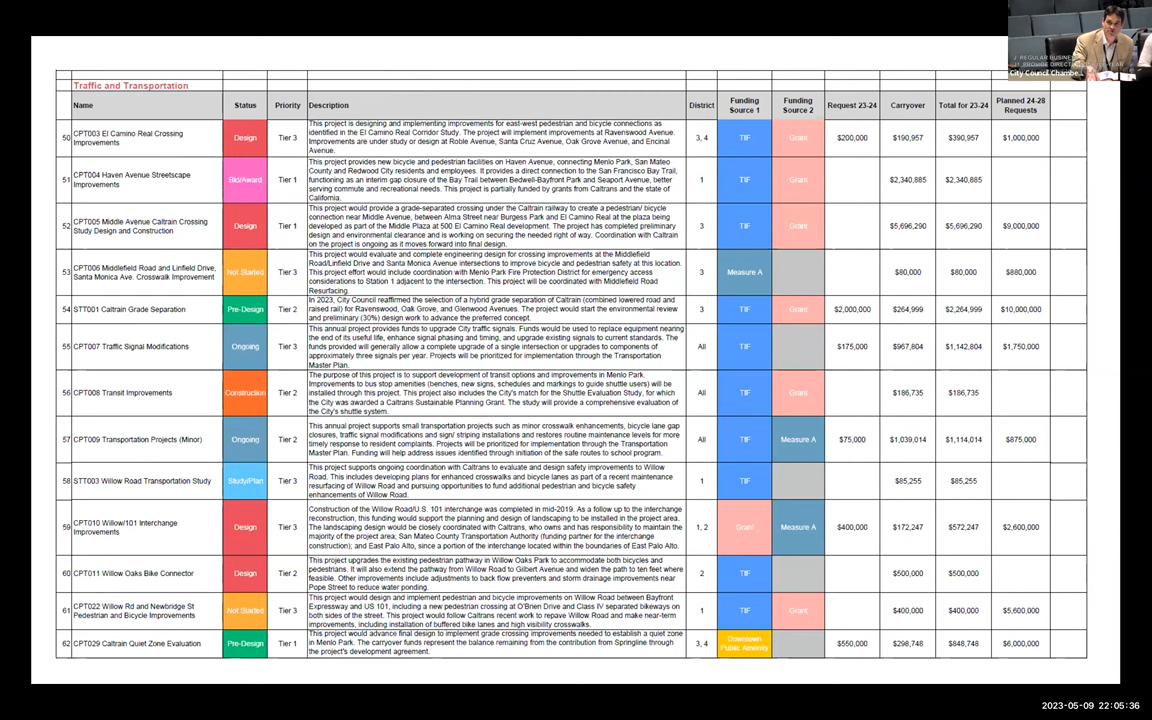 J. REGULAR BUSINESS
City Council Chambe
Traffic and Transportation
Name Status Priority Description District Funding Source 1 Funding Source 2 Request 23-24 Carryover Total for 23-24 Planned 24-28 Requests
50 CPT003 El Camino Real Crossing Improvements Design Tier 3
This project is designing and implementing improvements for east-west pedestrian and bicycle connections as
identified in the El Camino Real Corridor Study. The project will implement improvements at Ravenswood Avenue.
Improvements are under study or design at Roble Avenue, Santa Cruz Avenue, Oak Grove Avenue, and Encinal
Avenue.
3, 4 TIF Grant $200,000 $190,957 $390,957 $1,000,000
51 CPT004 Haven Avenue Streetscape Improvements Bid/Award Tier 1
This project provides new bicycle and pedestrian facilities on Haven Avenue, connecting Menlo Park, San Mateo
County and Redwood City residents and employees. It provides a direct connection to the San Francisco Bay Trail,
functioning as an interim gap closure of the Bay Trail between Bedwell-Bayfront Park and Seaport Avenue, better
serving commute and recreational needs. This project is partially funded by grants from Caltrans and the state of
California.
1 TIF Grant $2,340,885 $2,340,885
52 CPT005 Middle Avenue Caltrain Crossing Study Design and Construction Design Tier 1
This project would provide a grade-separated crossing under the Caltrain railway to create a pedestrian/ bicycle
connection near Middle Avenue, between Alma Street near Burgess Park and El Camino Real at the plaza being
developed as part of the Middle Plaza at 500 El Camino Real development. The project has completed preliminary
design and environmental clearance and is working on securing the needed right of way. Coordination with Caltrain
on the project is ongoing as it moves forward into final design.
3 TIF Grant $5,696,290 $5,696,290 $9,000,000
53 CPT006 Middlefield Road and Linfield Drive, Santa Monica Ave. Crosswalk Improvement Not Started Tier 3
This project would evaluate and complete engineering design for crossing improvements at the Middlefield
Road/Linfield Drive and Santa Monica Avenue intersections to improve bicycle and pedestrian safety at this location.
This project effort would include coordination with Menlo Park Fire Protection District for emergency access
considerations to Station 1 adjacent to the intersection. This project will be coordinated with Middlefield Road
Resurfacing.
3 Measure A $80,000 $80,000 $880,000
54 STT001 Caltrain Grade Separation Pre-Design Tier 2
In 2023, City Council reaffirmed the selection of a hybrid grade separation of Caltrain (combined lowered road and
raised rail) for Ravenswood, Oak Grove, and Glenwood Avenues. The project would start the environmental review
and preliminary (30%) design work to advance the preferred concept.
3 TIF Grant $2,000,000 $264,999 $2,264,999 $10,000,000
55 CPT007 Traffic Signal Modifications Ongoing Tier 3
This annual project provides funds to upgrade City traffic signals. Funds would be used to replace equipment nearing
the end of its useful life, enhance signal phasing and timing, and upgrade existing signals to current standards. The
funds provided will generally allow a complete upgrade of a single intersection or upgrades to components of
approximately three signals per year. Projects will be prioritized for implementation through the Transportation
Master Plan.
All TIF $175,000 $967,804 $1,142,804 $1,750,000
56 CPT008 Transit Improvements Construction Tier 2
The purpose of this project is to support development of transit options and improvements in Menlo Park.
Improvements to bus stop amenities (benches, new signs, schedules and markings to guide shuttle users) will be
installed through this project. This project also includes the City's match for the Shuttle Evaluation Study, for which
the City was awarded a Caltrans Sustainable Planning Grant. The study will provide a comprehensive evaluation of
the City's shuttle system.
All TIF Grant $186,735 $186,735
57 CPT009 Transportation Projects (Minor) Ongoing Tier 2
This annual project supports small transportation projects such as minor crosswalk enhancements, bicycle lane gap
closures, traffic signal modifications and sign/ striping installations and restores routine maintenance levels for more
timely response to resident complaints. Projects will be prioritized for implementation through the Transportation
Master Plan. Funding will help address issues identified through initiation of the safe routes to school program.
All TIF Measure A $75,000 $1,039,014 $1,114,014 $875,000
58 STT003 Willow Road Transportation Study Study/Plan Tier 3
This project supports ongoing coordination with Caltrans to evaluate and design safety improvements to Willow
Road. This includes developing plans for enhanced crosswalks and bicycle lanes as part of a recent maintenance
resurfacing of Willow Road and pursuing opportunities to fund additional pedestrian and bicycle safety
enhancements of Willow Road.
1 TIF $85,255 $85,255
59 CPT010 Willow/101 Interchange Improvements Design Tier 3
Construction of the Willow Road/U.S. 101 interchange was completed in mid-2019. As a follow up to the interchange
reconstruction, this funding would support the planning and design of landscaping to be installed in the project area.
The landscaping design would be closely coordinated with Caltrans, who owns and has responsibility to maintain the
majority of the project area; San Mateo County Transportation Authority (funding partner for the interchange
construction); and East Palo Alto, since a portion of the interchange located within the boundaries of East Palo Alto.
1, 2 Grant Measure A $400,000 $172,247 $572,247 $2,600,000
60 CPT011 Willow Oaks Bike Connector Design Tier 2
This project upgrades the existing pedestrian pathway in Willow Oaks Park to accommodate both bicycles and
pedestrians. It will also extend the pathway from Willow Road to Gilbert Avenue and widen the path to ten feet where
feasible. Other improvements include adjustments to back flow preventers and storm drainage improvements near
Pope Street to reduce water ponding.
2 TIF $500,000 $500,000
61 CPT022 Willow Rd and Newbridge St Pedestrian and Bicycle Improvements Not Started Tier 3
This project would design and implement pedestrian and bicycle improvements on Willow Road between Bayfront
Expressway and US 101, including a new pedestrian crossing at O'Brien Drive and Class IV separated bikeways on
both sides of the street. This project would follow Caltrans recent work to repave Willow Road and make near-term
improvements, including installation of buffered bike lanes and high visibility crosswalks.
1 TIF Grant $400,000 $400,000 $5,600,000
62 CPT029 Caltrain Quiet Zone Evaluation Pre-Design Tier 1
This project would advance final design to implement grade crossing improvements needed to establish a quiet zone
in Menlo Park. The carryover funds represent the balance remaining from the contribution from Springline through
the project's development agreement.
3, 4 Downtown Public Amenity $550,000 $298,748 $848,748 $6,000,000
2023-05-09 22:05:36